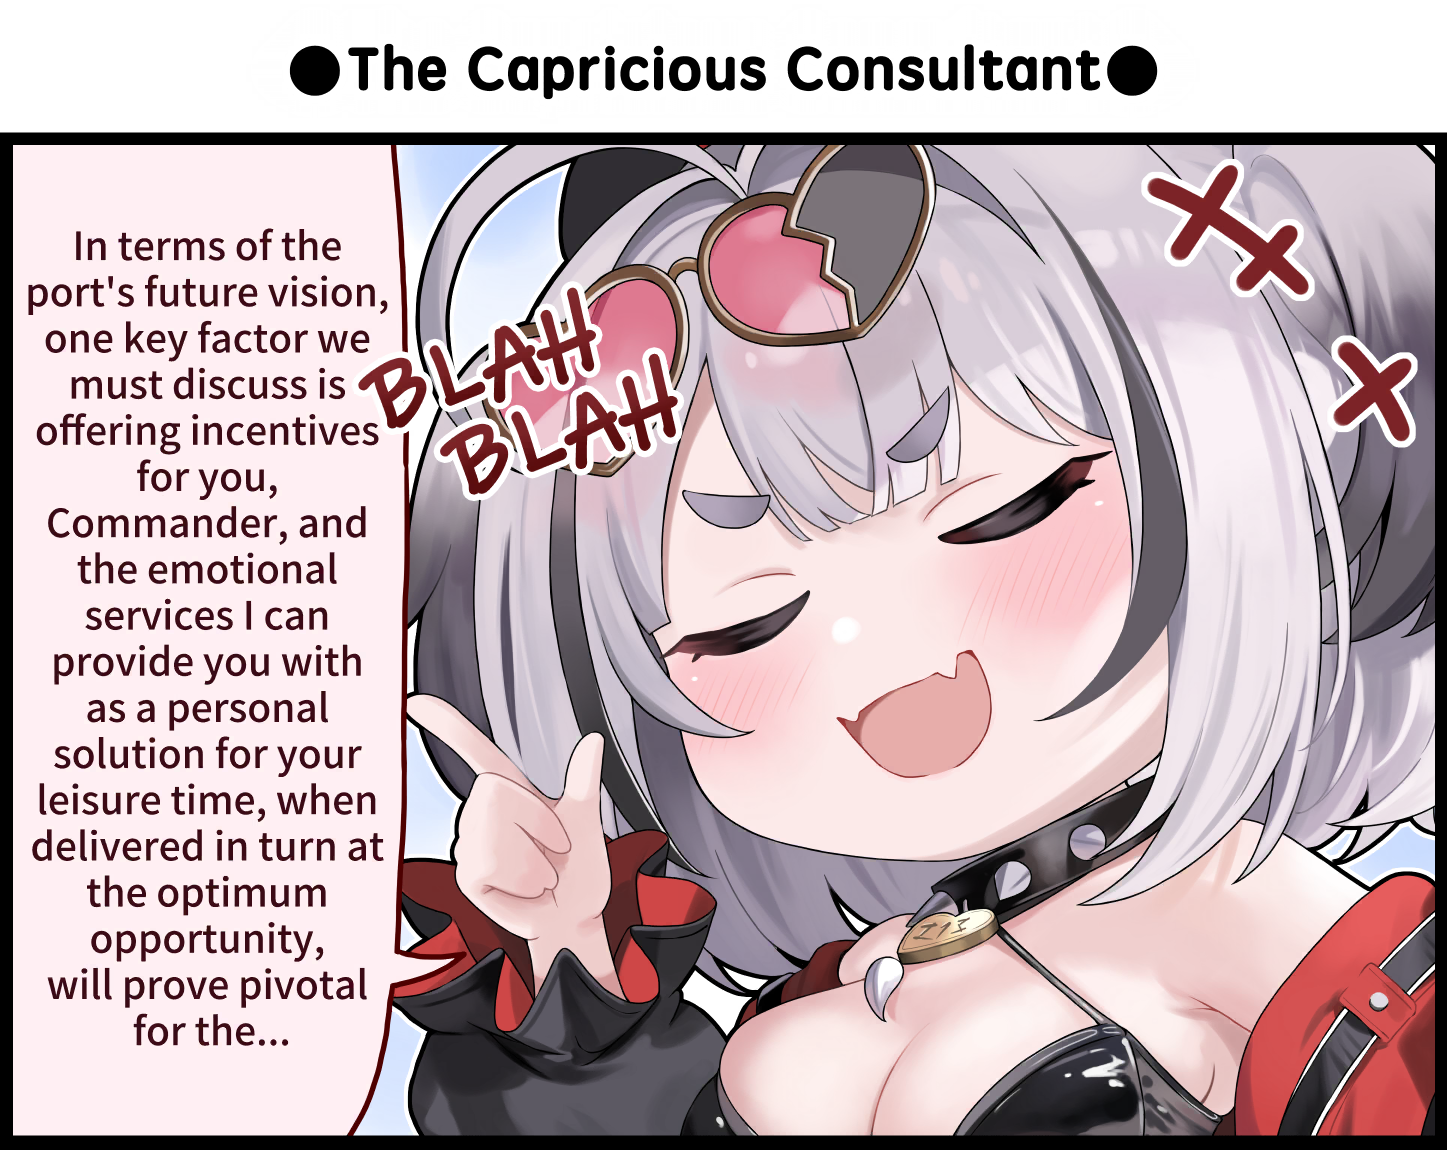 ●The Capricious Consultant●
In terms of the
port's future vision,
one key factor we
must discuss is
offering incentives
for you,
Commander, and
the emotional
services I can
provide you with
as a personal
solution for your
leisure time, when
delivered in turn at
the optimum
opportunity,
will prove pivotal
for the...
BLAH
BLAH